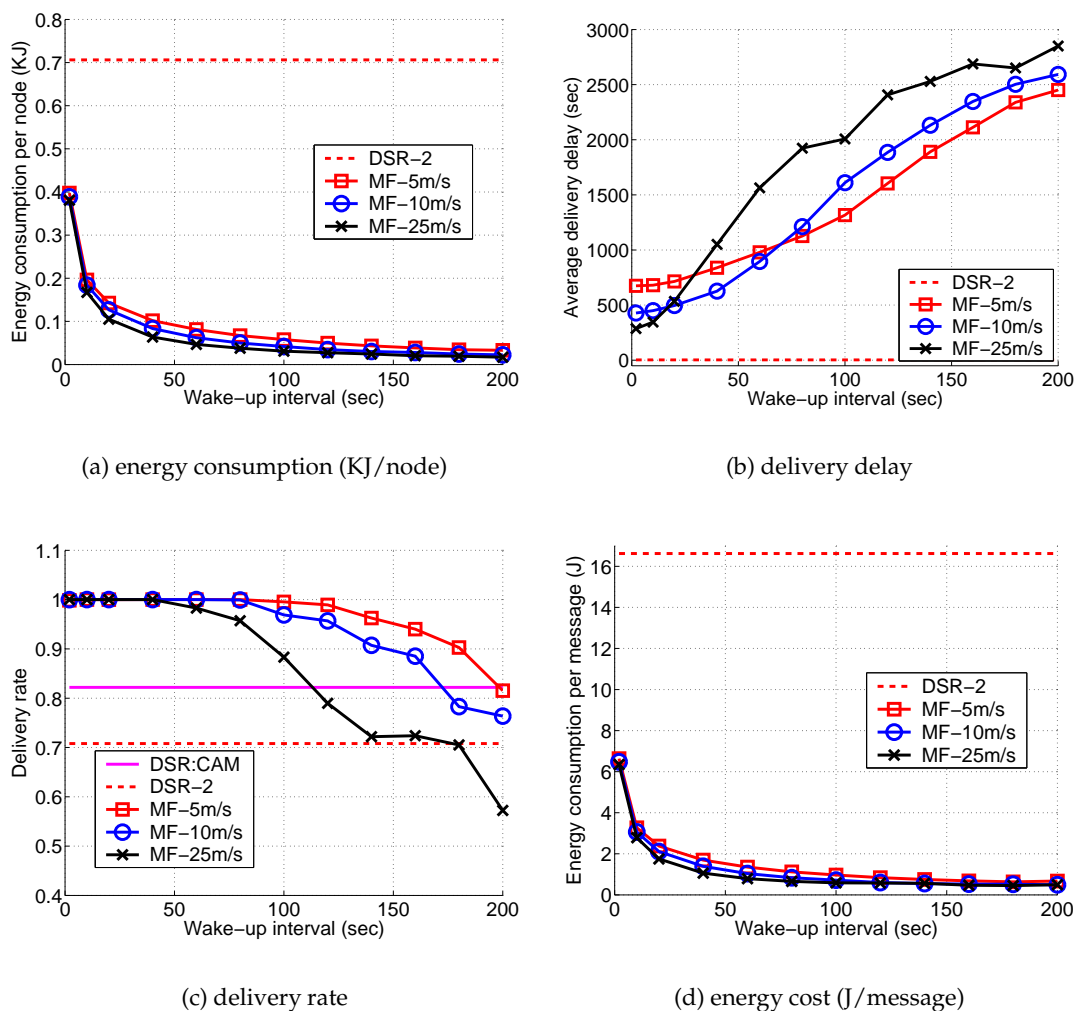 0.8
0.7
0.6
0.5
0.4
0.3
0.2
0.1
0
Energy consumption per node (KJ)
DSR−2
MF−5m/s
MF−10m/s
MF−25m/s
0 50 100 150 200
Wake−up interval (sec)
(a) energy consumption (KJ/node)
3000
2500
2000
1500
1000
500
0
Average delivery delay (sec)
DSR−2
MF−5m/s
MF−10m/s
MF−25m/s
0 50 100 150 200
Wake−up interval (sec)
(b) delivery delay
1.1
1
0.9
0.8
0.7
0.6
0.5
0.4
Delivery rate
DSR:CAM
DSR−2
MF−5m/s
MF−10m/s
MF−25m/s
0 50 100 150 200
Wake−up interval (sec)
(c) delivery rate
16
14
12
10
8
6
4
2
0
Energy consumption per message (J)
DSR−2
MF−5m/s
MF−10m/s
MF−25m/s
0 50 100 150 200
Wake−up interval (sec)
(d) energy cost (J/message)